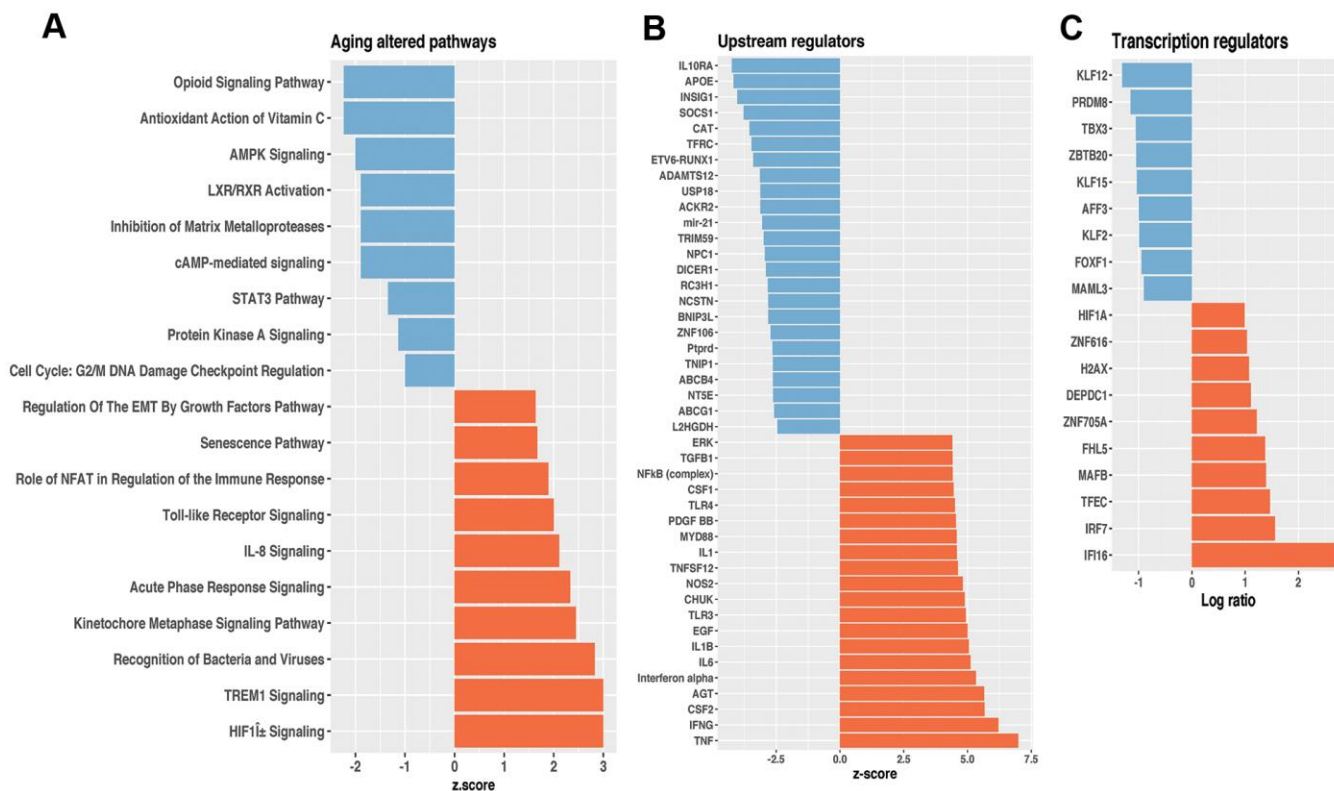 A
Aging altered pathways
Opioid Signaling Pathway
Antioxidant Action of Vitamin C
AMPK Signaling
LXR/RXR Activation
Inhibition of Matrix Metalloproteases
cAMP-mediated signaling
STAT3 Pathway
Protein Kinase A Signaling
Cell Cycle: G2/M DNA Damage Checkpoint Regulation
Regulation Of The EMT By Growth Factors Pathway
Senescence Pathway
Role of NFAT in Regulation of the Immune Response
Toll-like Receptor Signaling
IL-8 Signaling
Acute Phase Response Signaling
Kinetochore Metaphase Signaling Pathway
Recognition of Bacteria and Viruses
TREM1 Signaling
HIF1Î± Signaling
-2 -1 0 1 2 3
z.score
B
Upstream regulators
IL10RA
APOE
INSIG1
SOCS1
CAT
TFRC
ETV6-RUNX1
ADAMTS12
USP18
ACKR2
mir-21
TRIM59
NPC1
DICER1
RC3H1
NCSTN
BNIP3L
ZNF106
Ptprd
TNIP1
ABCB4
NT5E
ABCG1
L2HGDH
ERK
TGFB1
NFkB (complex)
CSF1
TLR4
PDGF BB
MYD88
IL1
TNFSF12
NOS2
CHUK
TLR3
EGF
IL1B
IL6
Interferon alpha
AGT
CSF2
IFNG
TNF
-2.5 0.0 2.5 5.0 7.5
z-score
C
Transcription regulators
KLF12
PRDM8
TBX3
ZBTB20
KLF15
AFF3
KLF2
FOXF1
MAML3
HIF1A
ZNF616
H2AX
DEPDC1
ZNF705A
FHL5
MAFB
TFEC
IRF7
IFI16
-1 0 1 2
Log ratio